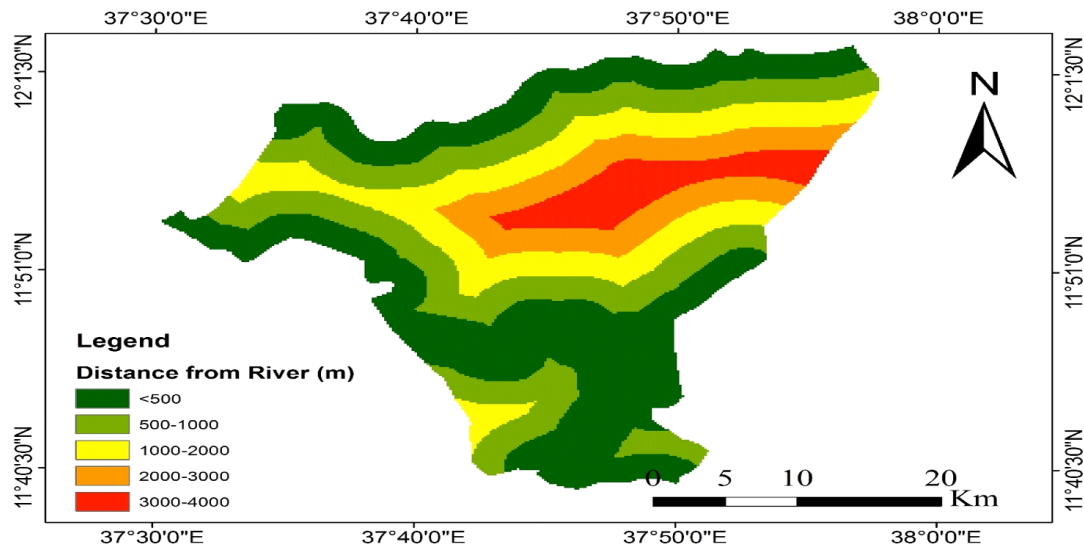 37°30'0"E 37°40'0"E 37°50'0"E 38°0'0"E
12°1'30"N 12°1'30"N
N
11°51'0"N 11°51'0"N
Legend
Distance from River (m)
<500
500-1000
1000-2000
2000-3000
3000-4000
11°40'30"N 11°40'30"N
0 5 10 20
Km
37°30'0"E 37°40'0"E 37°50'0"E 38°0'0"E